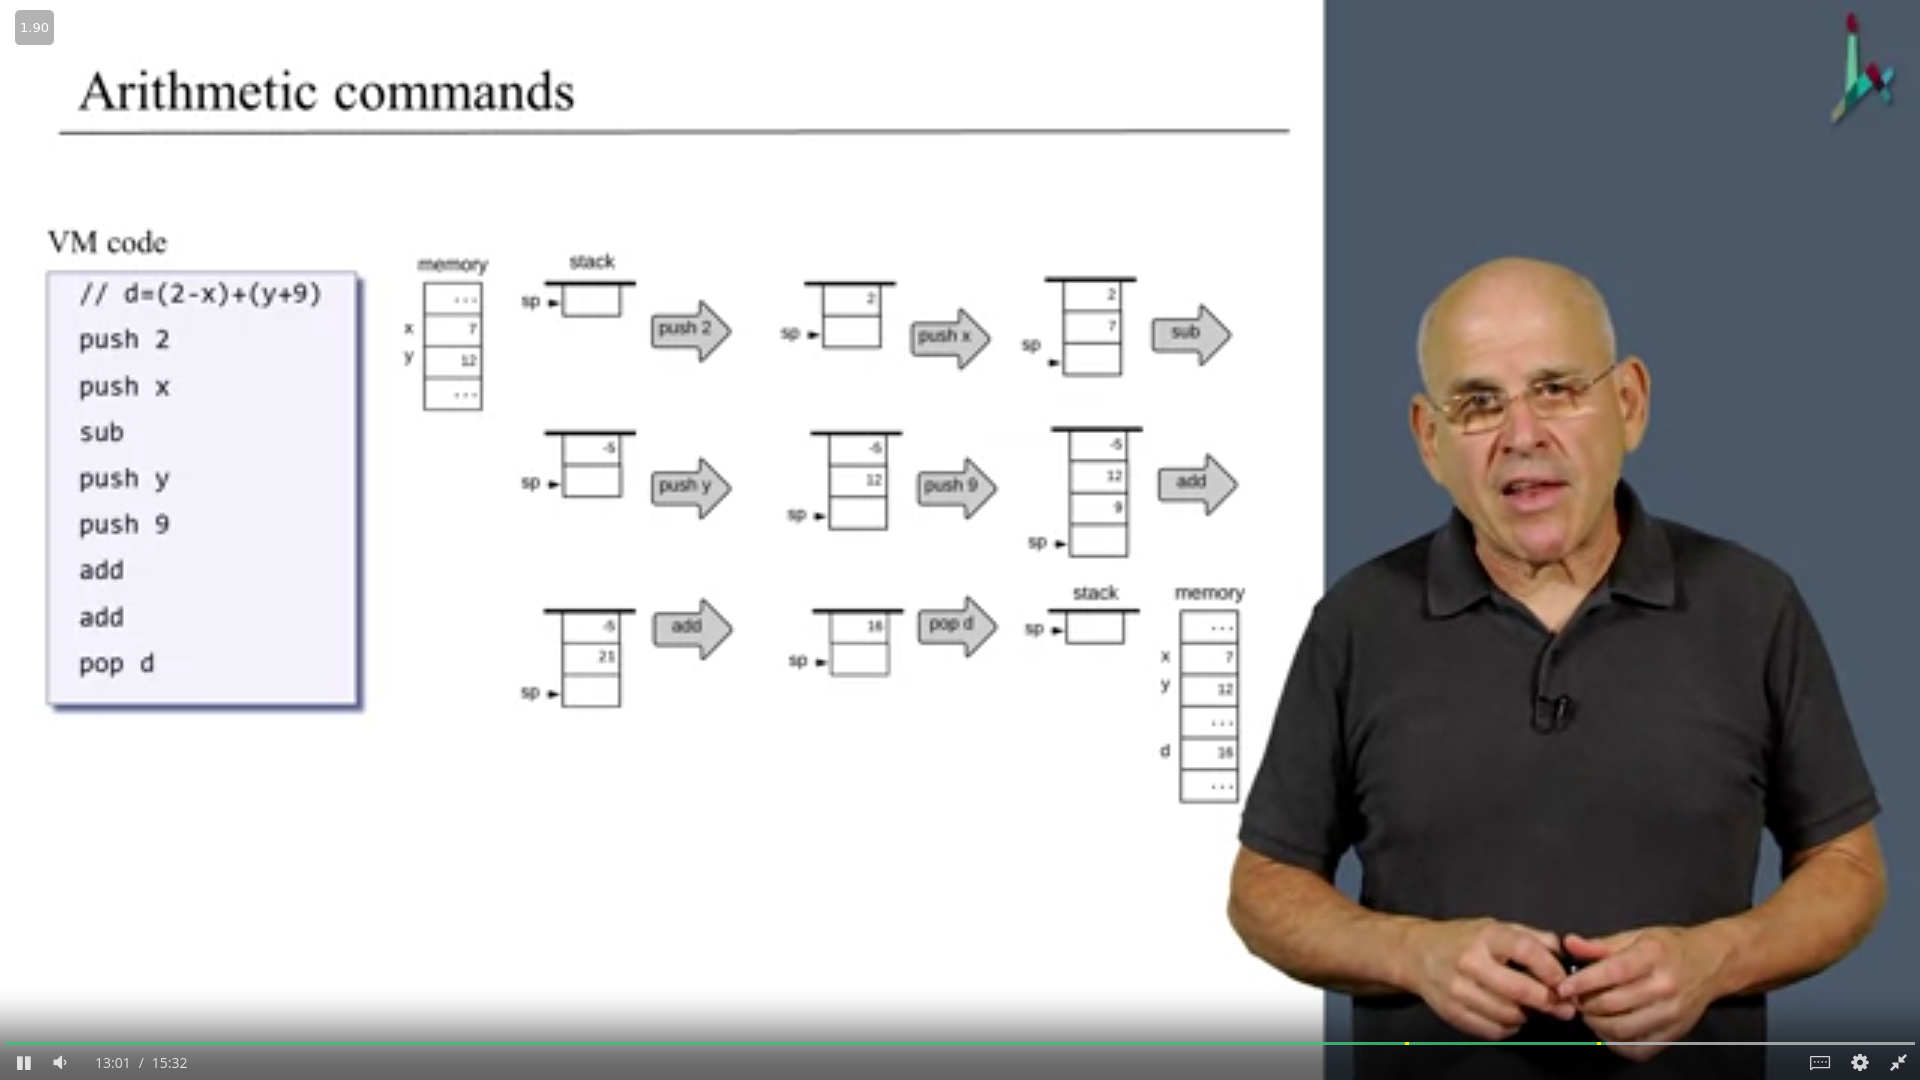 1.90
Arithmetic commands
VM code
// d=(2-x)+(y+9)
push 2
push x
sub
push y
push 9
add
add
pop d
memory
...
x 7
y 12
...
stack
sp
push 2
2
sp
push x
2
7
sp
sub
-5
sp
push y
-5
12
sp
push 9
-5
12
9
sp
add
-5
21
sp
add
16
sp
pop d
stack
sp
memory
...
x 7
y 12
...
d 16
...
13:01 / 15:32